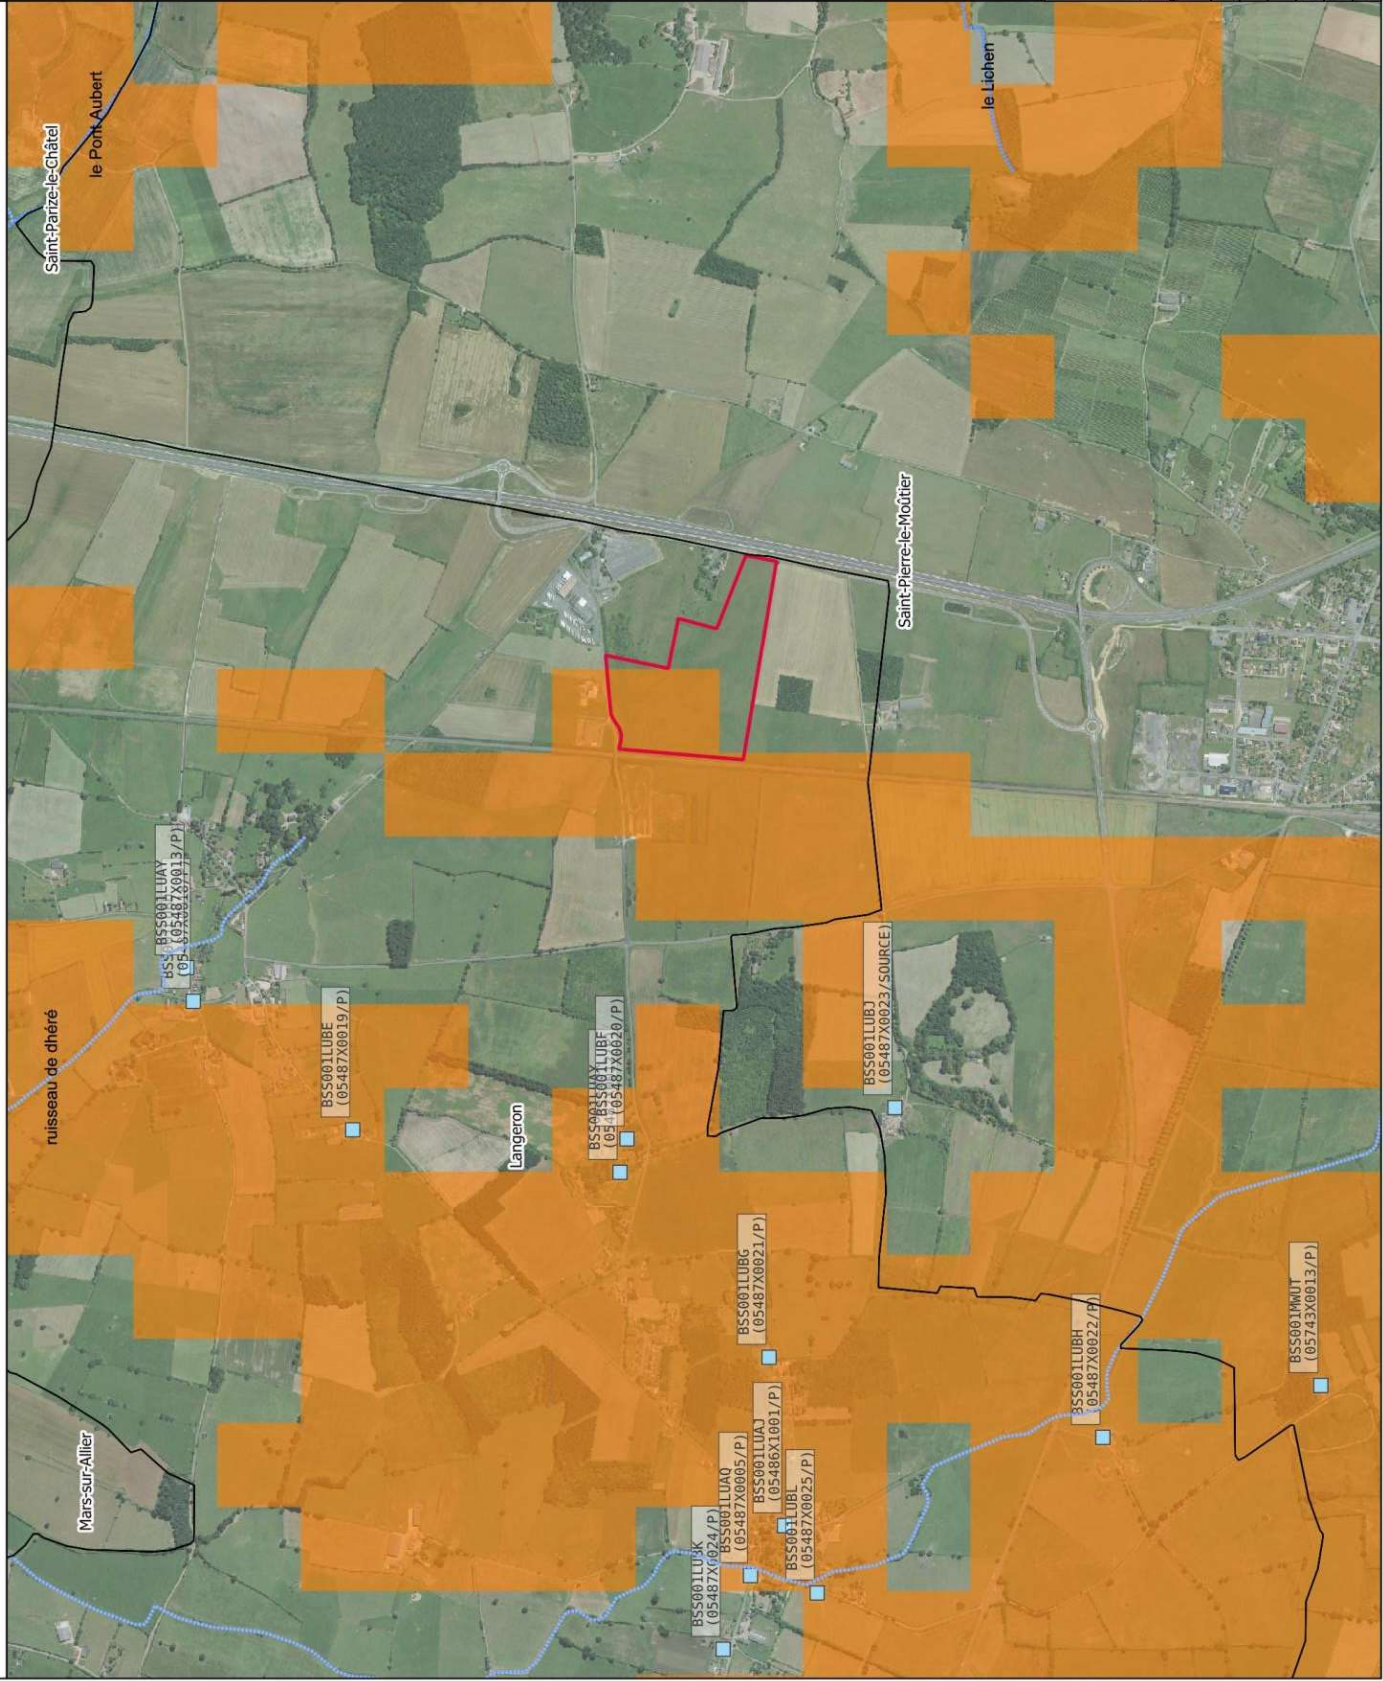 Saint-Parize-le-Châtel
le Pont Aubert
le Lichen
Saint-Pierre-le-Moûtier
BSS001LUAY
(05487X0013/P)
ruisseau de dhéré
BSS001LUBE
(05487X0019/P)
Langeron
BSS001LUBF
(05487X0020/P)
BSS001LUBJ
(05487X0023/SOURCE)
BSS001LUBG
(05487X0021/P)
BSS001LUBH
(05487X0022/P)
BSS001MWUT
(05743X0013/P)
Mars-sur-Allier
BSS001LUBK
(05487X0024/P)
BSS001LUAQ
(05487X0005/P)
BSS001LUAJ
(05486X1001/P)
BSS001LUBL
(05487X0025/P)